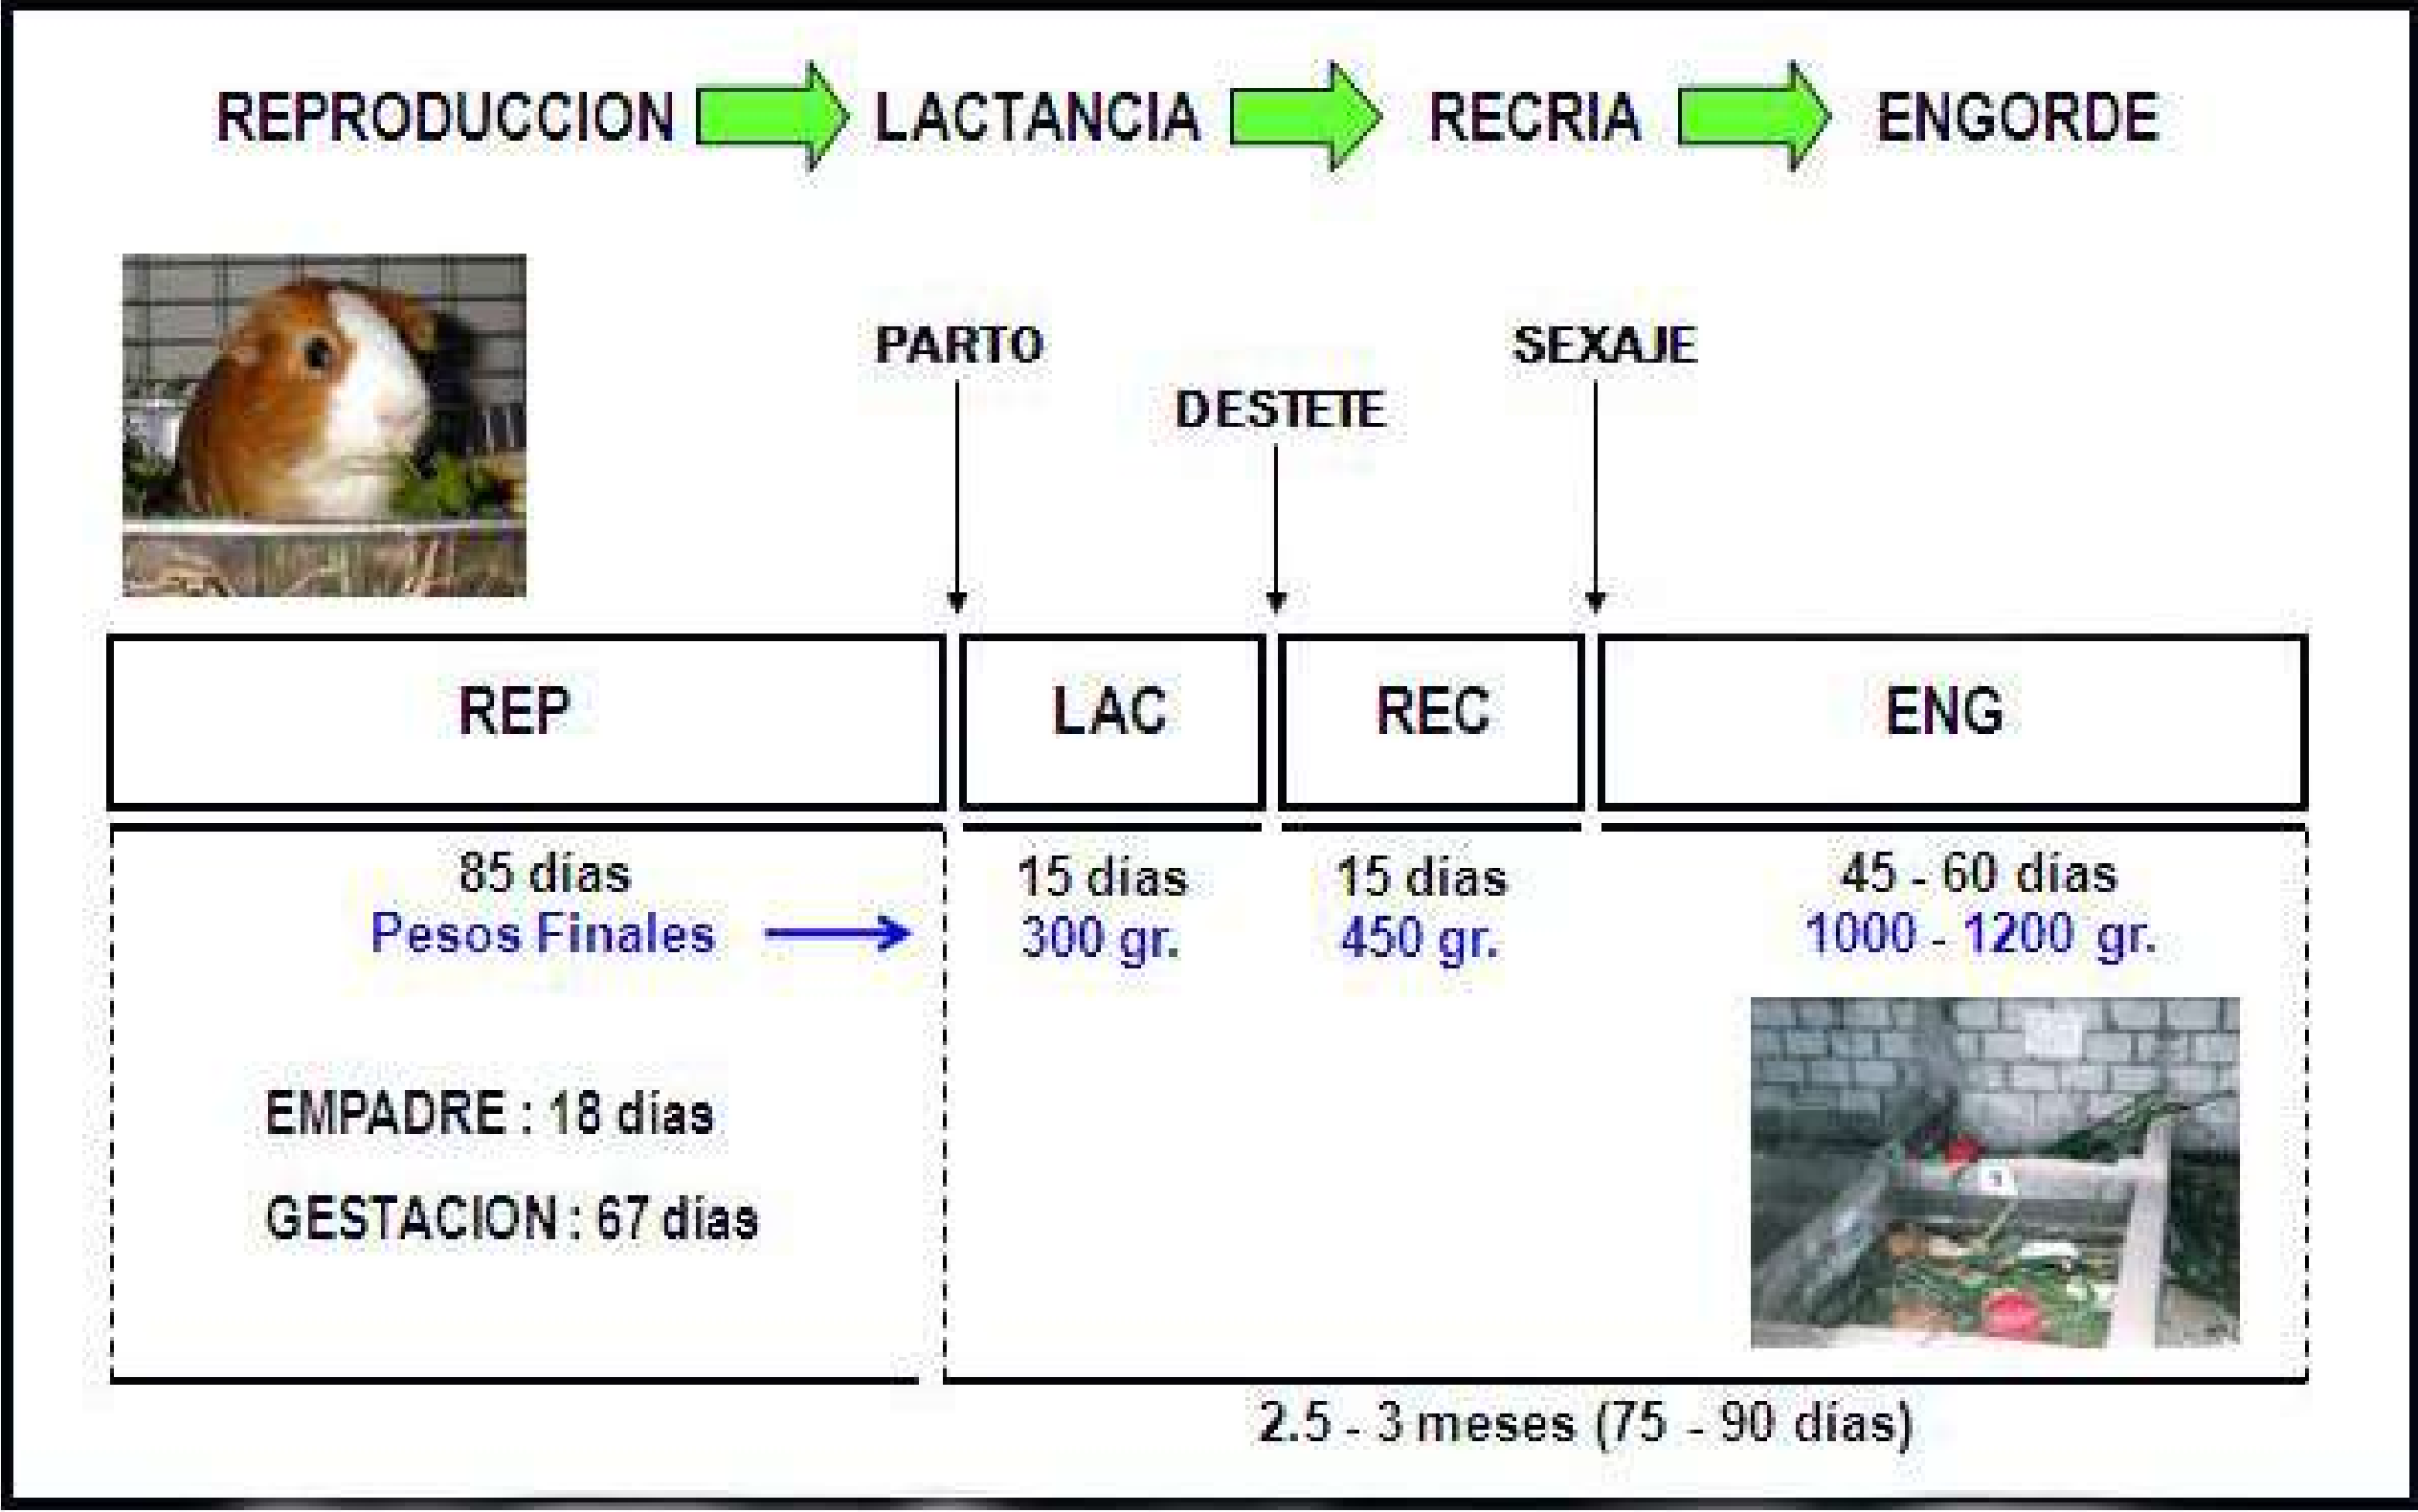 REPRODUCCION LACTANCIA RECRIA ENGORDE
PARTO
SEXAJE
DESTETE
REP LAC REC ENG
85 días
15 días
15 días
45 - 60 días
Pesos Finales
300 gr.
450 gr.
1000 - 1200 gr.
EMPADRE : 18 días
GESTACION : 67 días
2.5 - 3 meses (75 - 90 días)